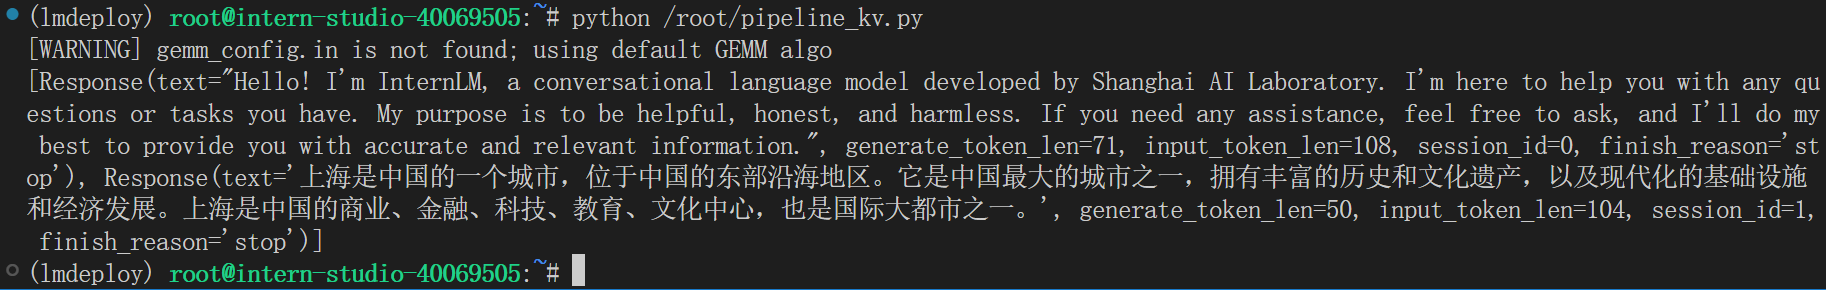 (lmdeploy) root@intern-studio-40069505:~# python /root/pipeline_kv.py
[WARNING] gemm_config.in is not found; using default GEMM algo
[Response(text="Hello! I'm InternLM, a conversational language model developed by Shanghai AI Laboratory. I'm here to help you with any qu
estions or tasks you have. My purpose is to be helpful, honest, and harmless. If you need any assistance, feel free to ask, and I'll do my
 best to provide you with accurate and relevant information.", generate_token_len=71, input_token_len=108, session_id=0, finish_reason='st
op'), Response(text='上海是中国的一个城市，位于中国的东部沿海地区。它是中国最大的城市之一，拥有丰富的历史和文化遗产，以及现代化的基础设施
和经济发展。上海是中国的商业、金融、科技、教育、文化中心，也是国际大都市之一。', generate_token_len=50, input_token_len=104, session_id=1,
 finish_reason='stop')]
(lmdeploy) root@intern-studio-40069505:~#